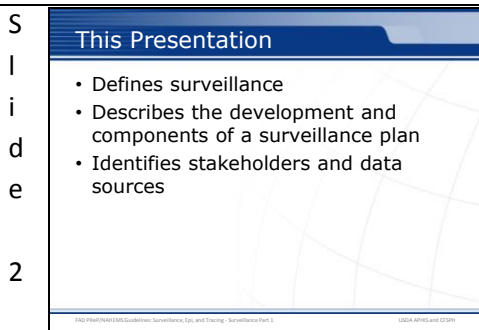 S
l
i
d
e
2
This Presentation
• Defines surveillance
• Describes the development and
components of a surveillance plan
• Identifies stakeholders and data
sources
FAD PReP/NAHEMS Guidelines: Surveillance, Epi, and Tracing - Surveillance Part 1
USDA APHIS and CFSPH